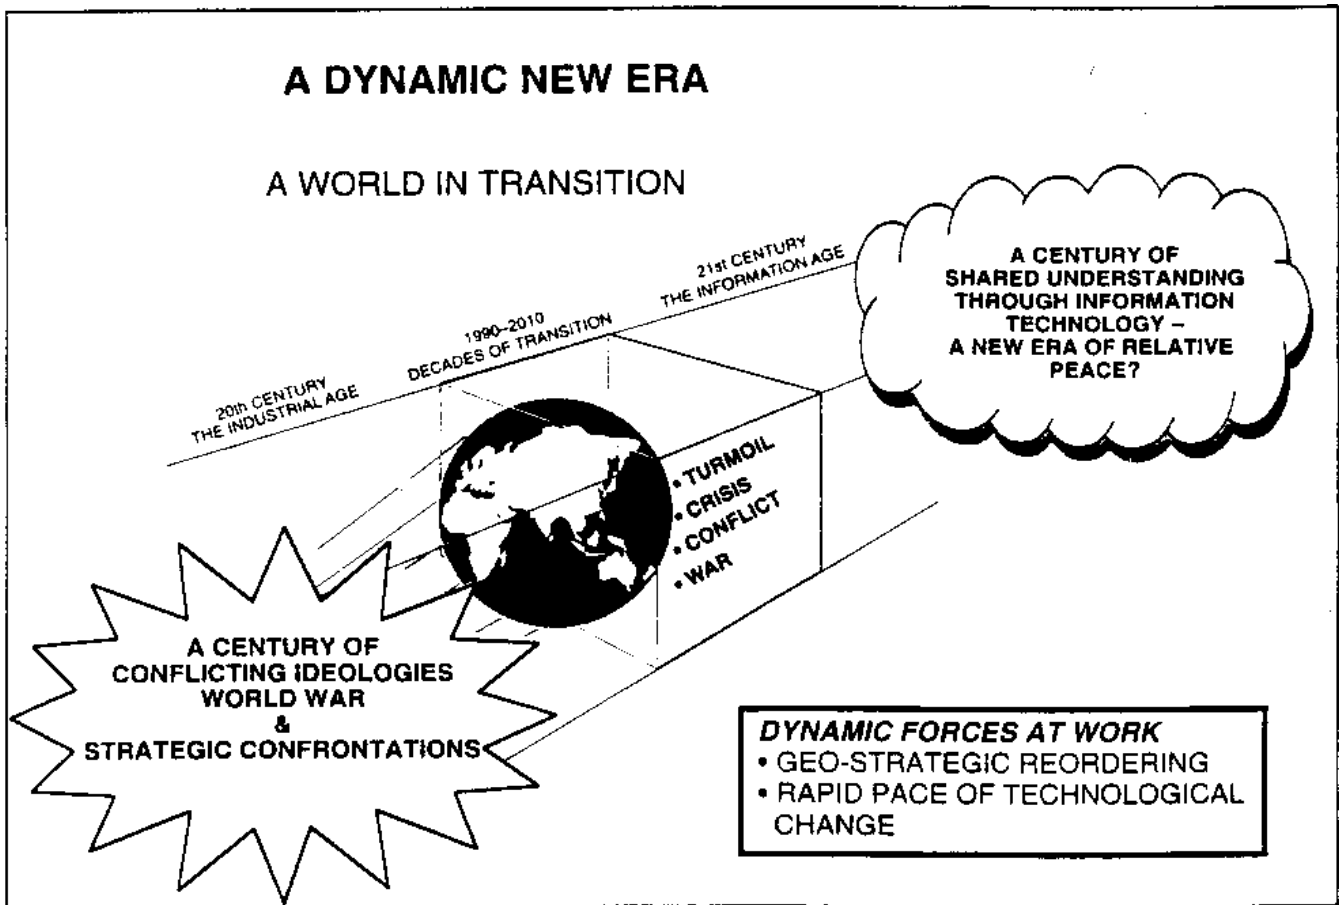 A DYNAMIC NEW ERA
A WORLD IN TRANSITION
20th CENTURY
THE INDUSTRIAL AGE
1990–2010
DECADES OF TRANSITION
21st CENTURY
THE INFORMATION AGE
A CENTURY OF
SHARED UNDERSTANDING
THROUGH INFORMATION
TECHNOLOGY –
A NEW ERA OF RELATIVE
PEACE?
• TURMOIL
• CRISIS
• CONFLICT
• WAR
A CENTURY OF
CONFLICTING IDEOLOGIES
WORLD WAR
&
STRATEGIC CONFRONTATIONS
DYNAMIC FORCES AT WORK
• GEO-STRATEGIC REORDERING
• RAPID PACE OF TECHNOLOGICAL
CHANGE